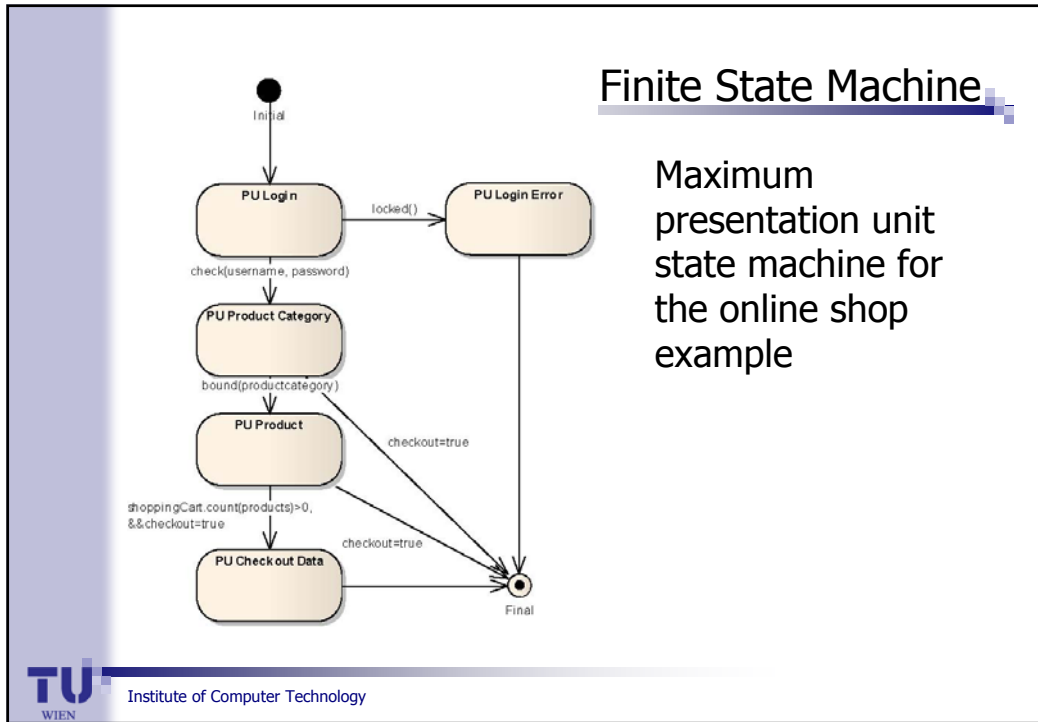 Finite State Machine
Initial
PU Login
locked()
PU Login Error
check(username, password)
PU Product Category
bound(productcategory)
PU Product
checkout=true
shoppingCart.count(products)>0,
&&checkout=true
checkout=true
PU Checkout Data
Final
Maximum
presentation unit
state machine for
the online shop
example
TU
WIEN
Institute of Computer Technology